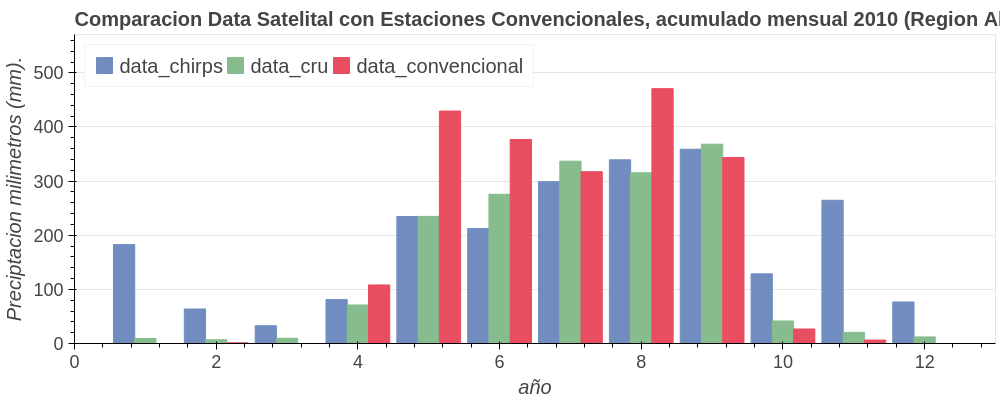 Comparacion Data Satelital con Estaciones Convencionales, acumulado mensual 2010 (Region
data_chirps data_cru data_convencional
Preciptacion milimetros (mm).
500
400
300
200
100
0
0 2 4 6 8 10 12
año